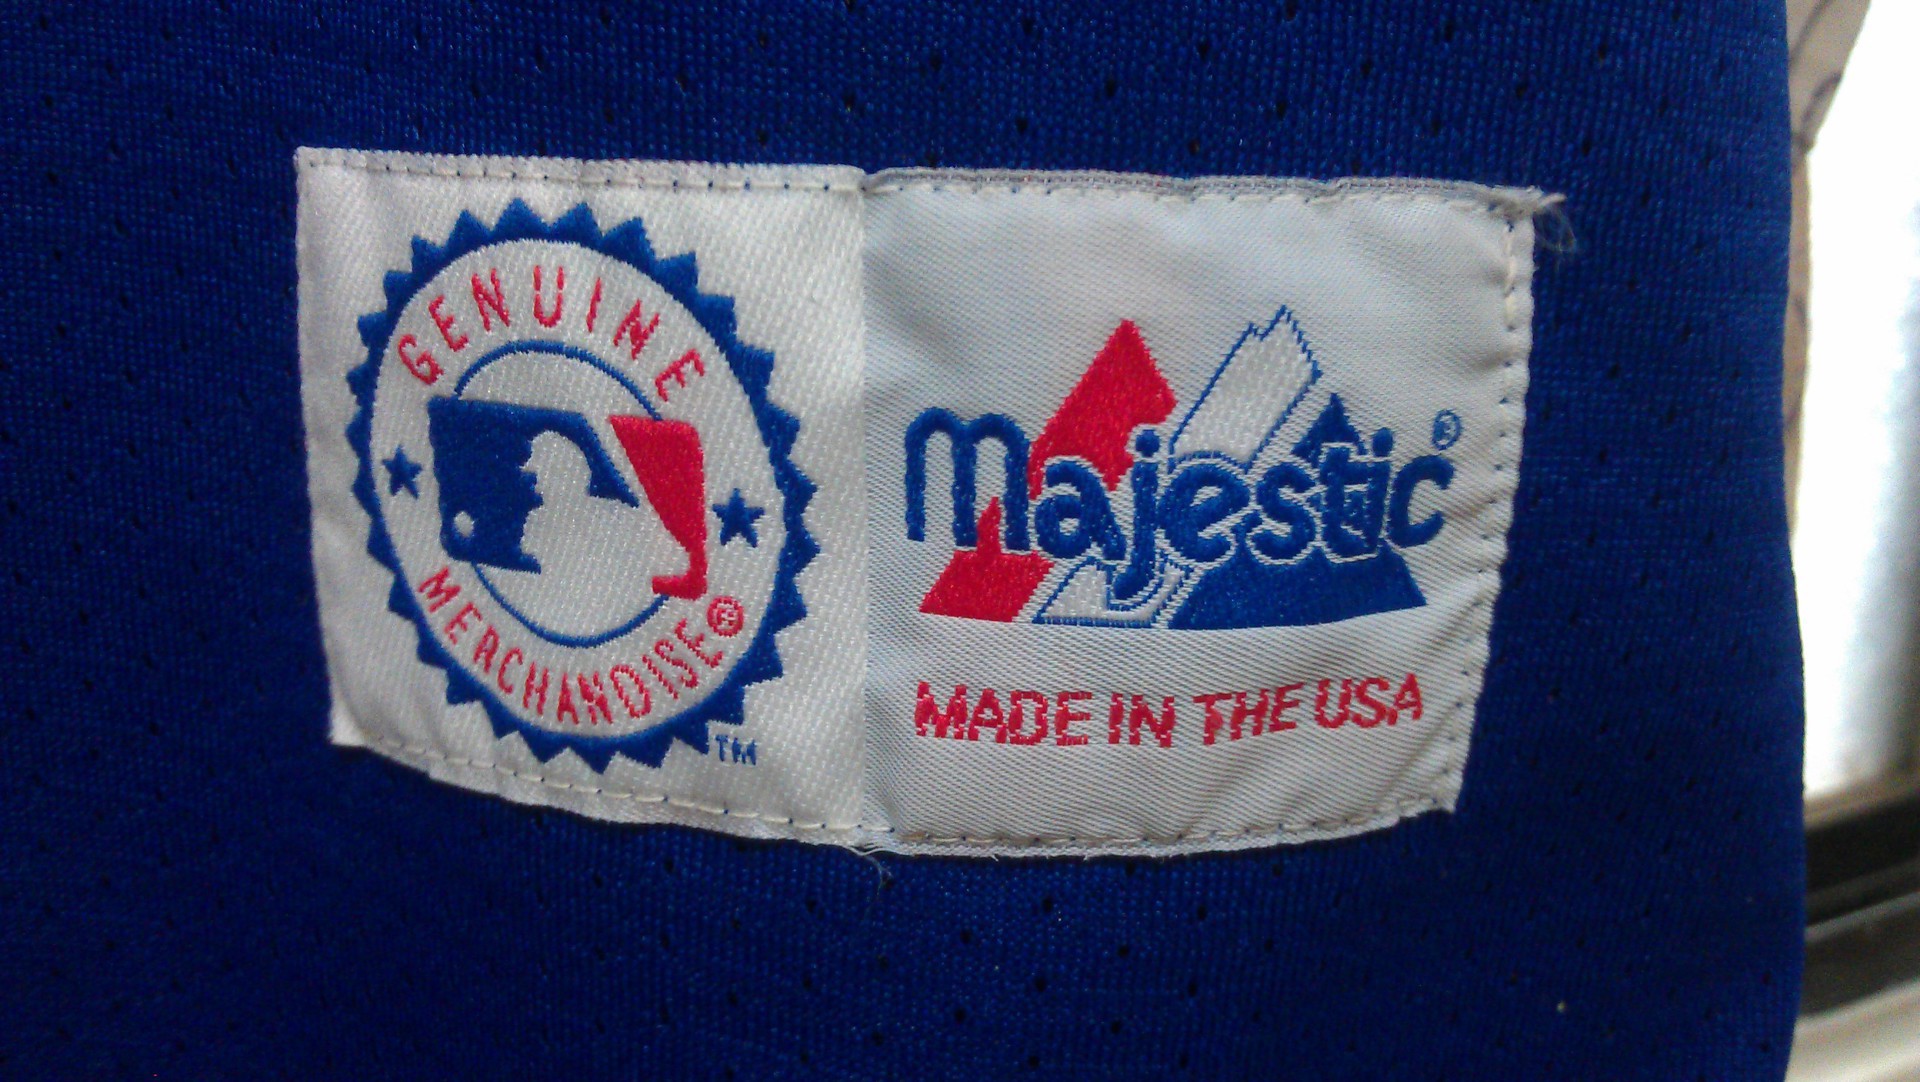 GENUINE
MERCHANDISE®
TM
Majestic®
MADE IN THE USA